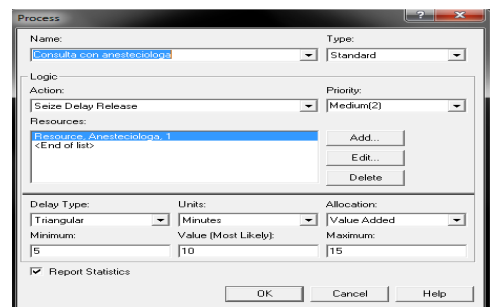 Process
Name: Type:
Consulta con anesteciologa Standard
Logic
Action: Priority:
Seize Delay Release Medium(2)
Resources:
Resource, Anesteciologa, 1
<End of list>
Add...
Edit...
Delete
Delay Type: Units: Allocation:
Triangular Minutes Value Added
Minimum: Value (Most Likely): Maximum:
5 10 15
Report Statistics
OK Cancel Help